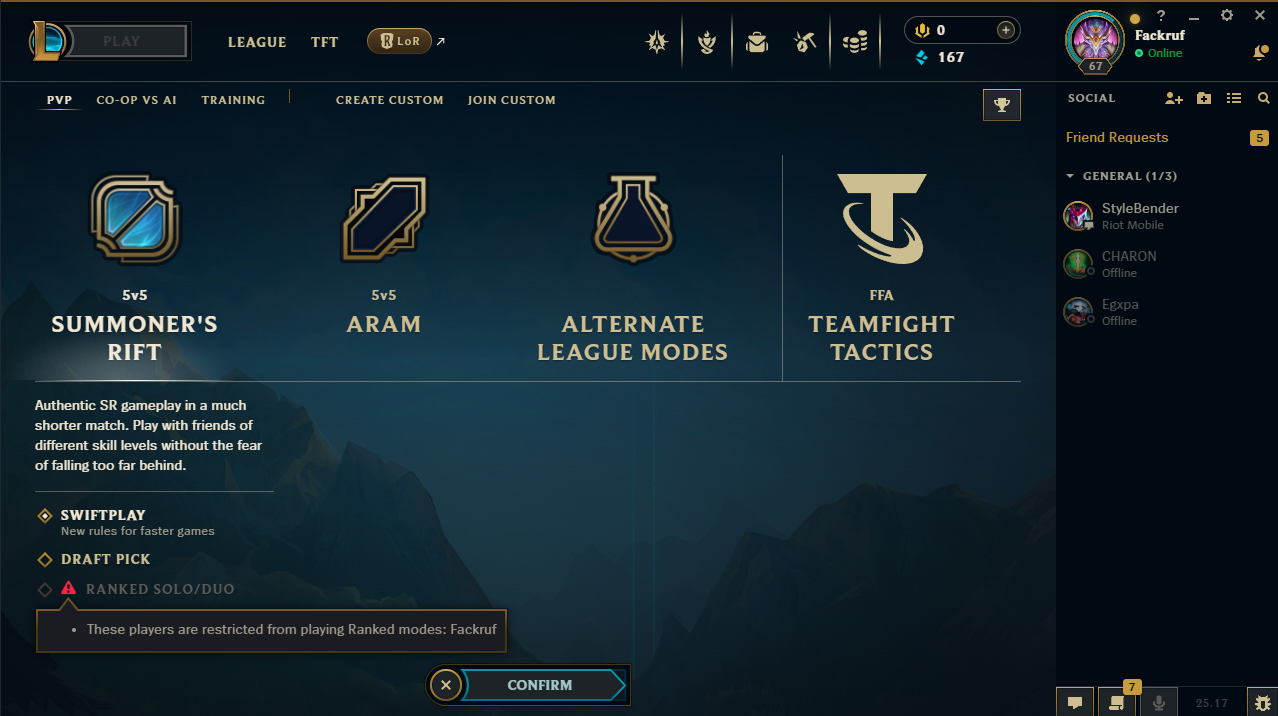 PLAY
LEAGUE
TFT
R LoR
0
167
?
Fackruf
Online
67
PVP
CO-OP VS AI
TRAINING
CREATE CUSTOM
JOIN CUSTOM
SOCIAL
Friend Requests
5
GENERAL (1/3)
StyleBender
Riot Mobile
CHARON
Offline
Egxpa
Offline
5v5
SUMMONER'S
RIFT
5v5
ARAM
ALTERNATE
LEAGUE MODES
FFA
TEAMFIGHT
TACTICS
Authentic SR gameplay in a much
shorter match. Play with friends of
different skill levels without the fear
of falling too far behind.
SWIFTPLAY
New rules for faster games
DRAFT PICK
RANKED SOLO/DUO
• These players are restricted from playing Ranked modes: Fackruf
CONFIRM
7
25.17